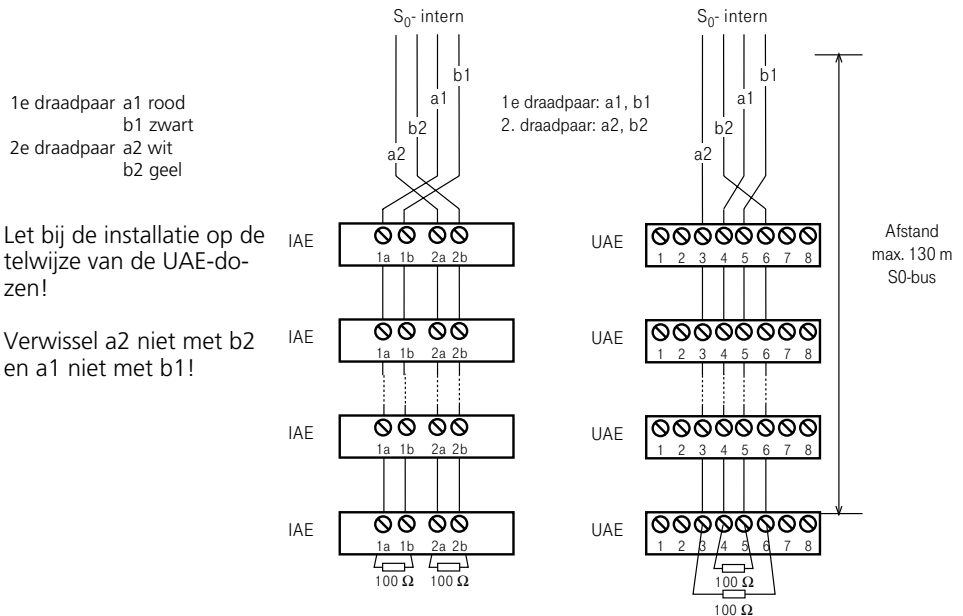 S0- intern
b1
a1
b2
a2
1e draadpaar a1 rood
b1 zwart
2e draadpaar a2 wit
b2 geel
Let bij de installatie op de
telwijze van de UAE-do-
zen!
Verwissel a2 niet met b2
en a1 niet met b1!
IAE
1a 1b 2a 2b
IAE
1a 1b 2a 2b
IAE
1a 1b 2a 2b
IAE
1a 1b 2a 2b
100 Ω 100 Ω
S0- intern
b1
a1
b2
a2
1e draadpaar: a1, b1
2. draadpaar: a2, b2
UAE
1 2 3 4 5 6 7 8
UAE
1 2 3 4 5 6 7 8
UAE
1 2 3 4 5 6 7 8
UAE
1 2 3 4 5 6 7 8
100 Ω
100 Ω
Afstand
max. 130 m
S0-bus